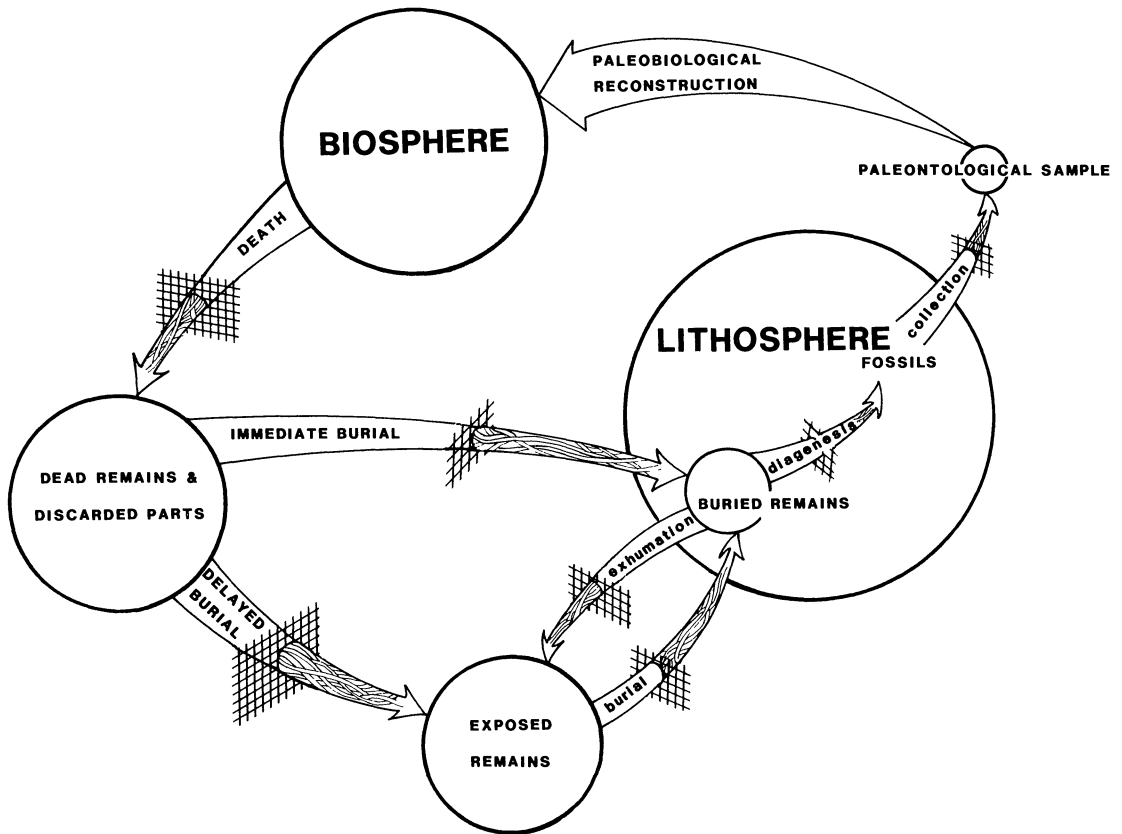 PALEOBIOLOGICAL
RECONSTRUCTION
BIOSPHERE
PALEONTOLOGICAL SAMPLE
DEATH
collection
LITHOSPHERE
FOSSILS
IMMEDIATE BURIAL
diagenesis
DEAD REMAINS &
DISCARDED PARTS
BURIED REMAINS
exhumation
DELAYED
BURIAL
burial
EXPOSED
REMAINS